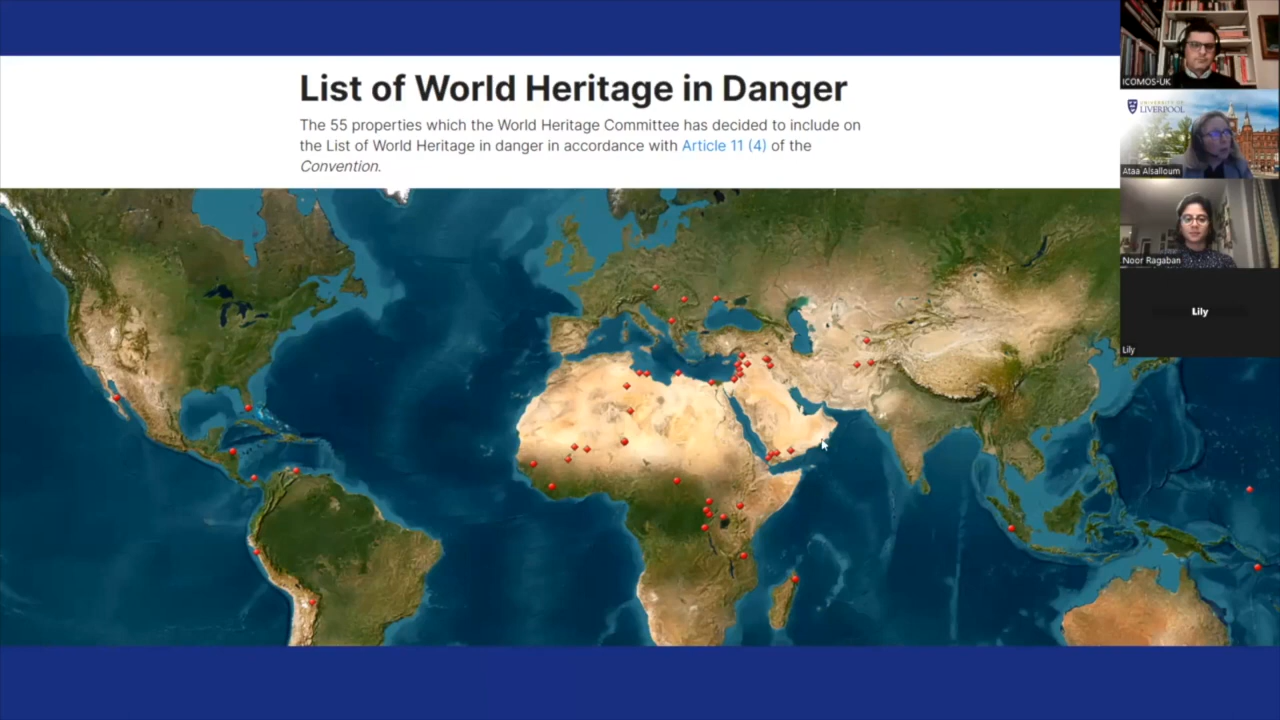 List of World Heritage in Danger
The 55 properties which the World Heritage Committee has decided to include on
the List of World Heritage in danger in accordance with Article 11 (4) of the
Convention.
ICOMOS-UK
UNIVERSITY OF
LIVERPOOL
Ataa Alsalloum
Noor Ragaban
Lily
Lily